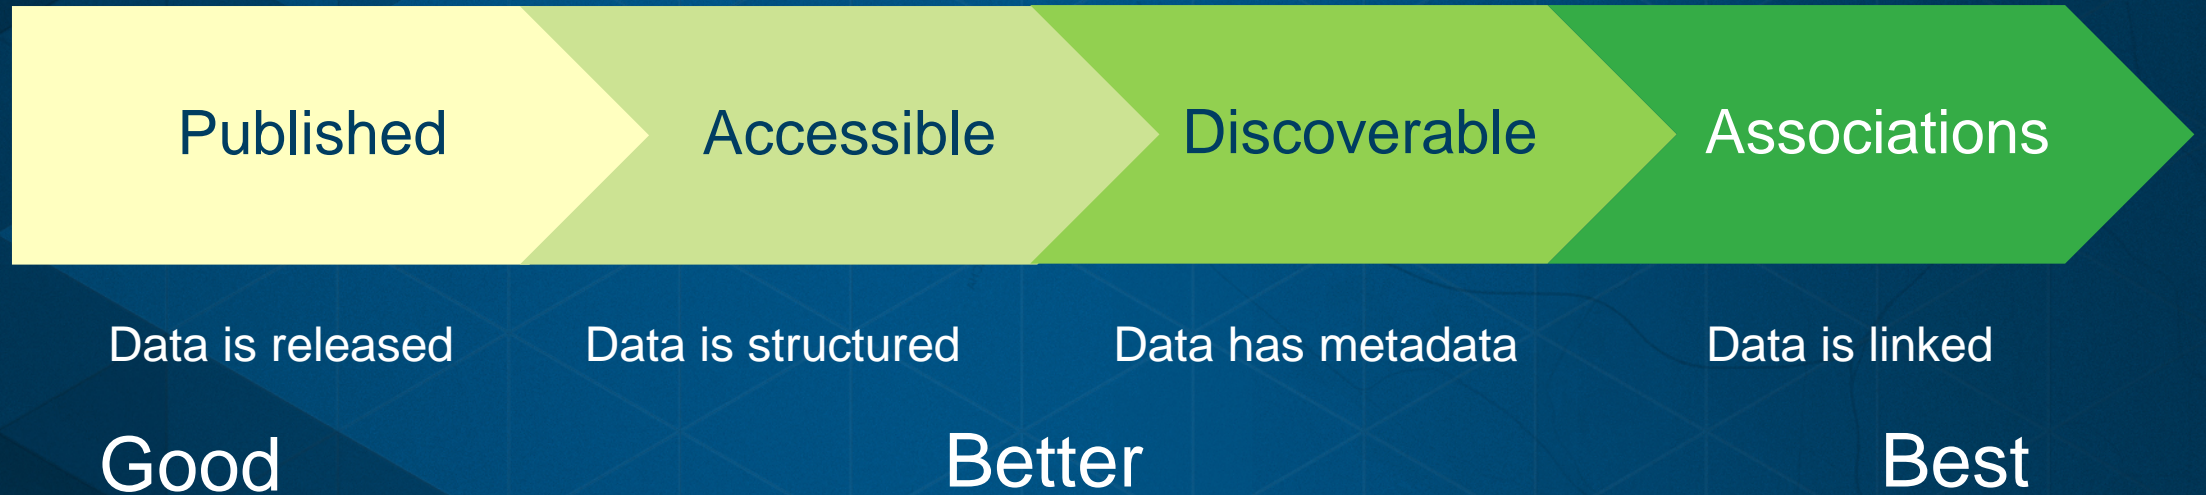 Published
Accessible
Discoverable
Associations
Data is released
Data is structured
Data has metadata
Data is linked
Good
Better
Best